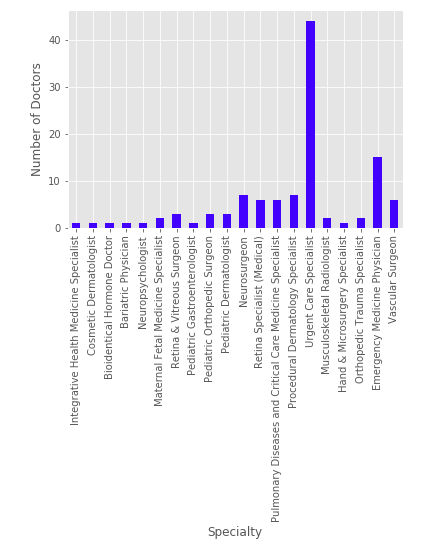 Number of Doctors
40
30
20
10
0
Integrative Health Medicine Specialist
Cosmetic Dermatologist
Bioidentical Hormone Doctor
Bariatric Physician
Neuropsychologist
Maternal Fetal Medicine Specialist
Retina & Vitreous Surgeon
Pediatric Gastroenterologist
Pediatric Orthopedic Surgeon
Pediatric Dermatologist
Neurosurgeon
Retina Specialist (Medical)
Pulmonary Diseases and Critical Care Medicine Specialist
Procedural Dermatology Specialist
Urgent Care Specialist
Musculoskeletal Radiologist
Hand & Microsurgery Specialist
Orthopedic Trauma Specialist
Emergency Medicine Physician
Vascular Surgeon
Specialty